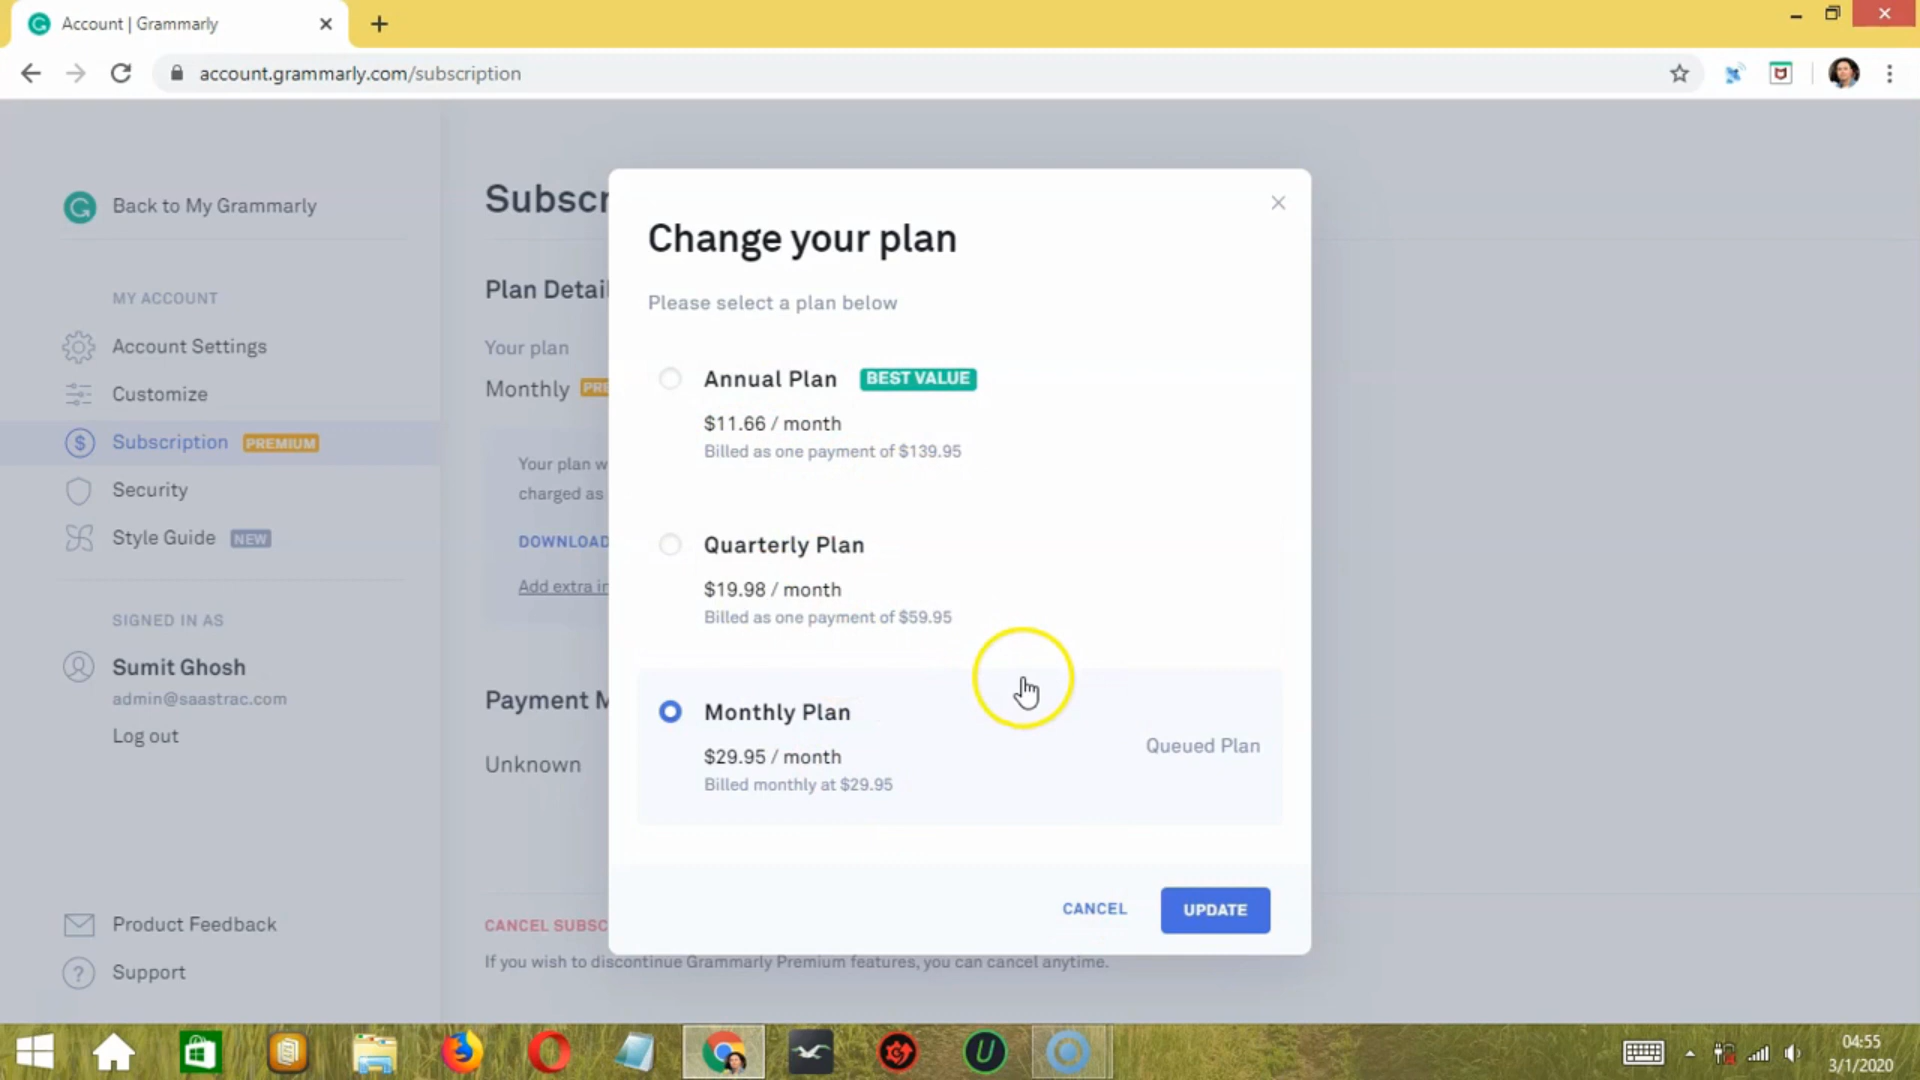 Account | Grammarly
account.grammarly.com/subscription
Back to My Grammarly
MY ACCOUNT
Account Settings
Customize
Subscription PREMIUM
Security
Style Guide NEW
SIGNED IN AS
Sumit Ghosh
admin@saastrac.com
Log out
Product Feedback
Support
Subscr
Plan Detail
Your plan
Monthly PRE
Your plan w
charged as
DOWNLOAD
Add extra in
Payment M
Unknown
CANCEL SUBSC
If you wish to discontinue Grammarly Premium features, you can cancel anytime.
Change your plan
Please select a plan below
Annual Plan BEST VALUE
$11.66 / month
Billed as one payment of $139.95
Quarterly Plan
$19.98 / month
Billed as one payment of $59.95
Monthly Plan
$29.95 / month
Billed monthly at $29.95
Queued Plan
CANCEL UPDATE
04:55
3/1/2020